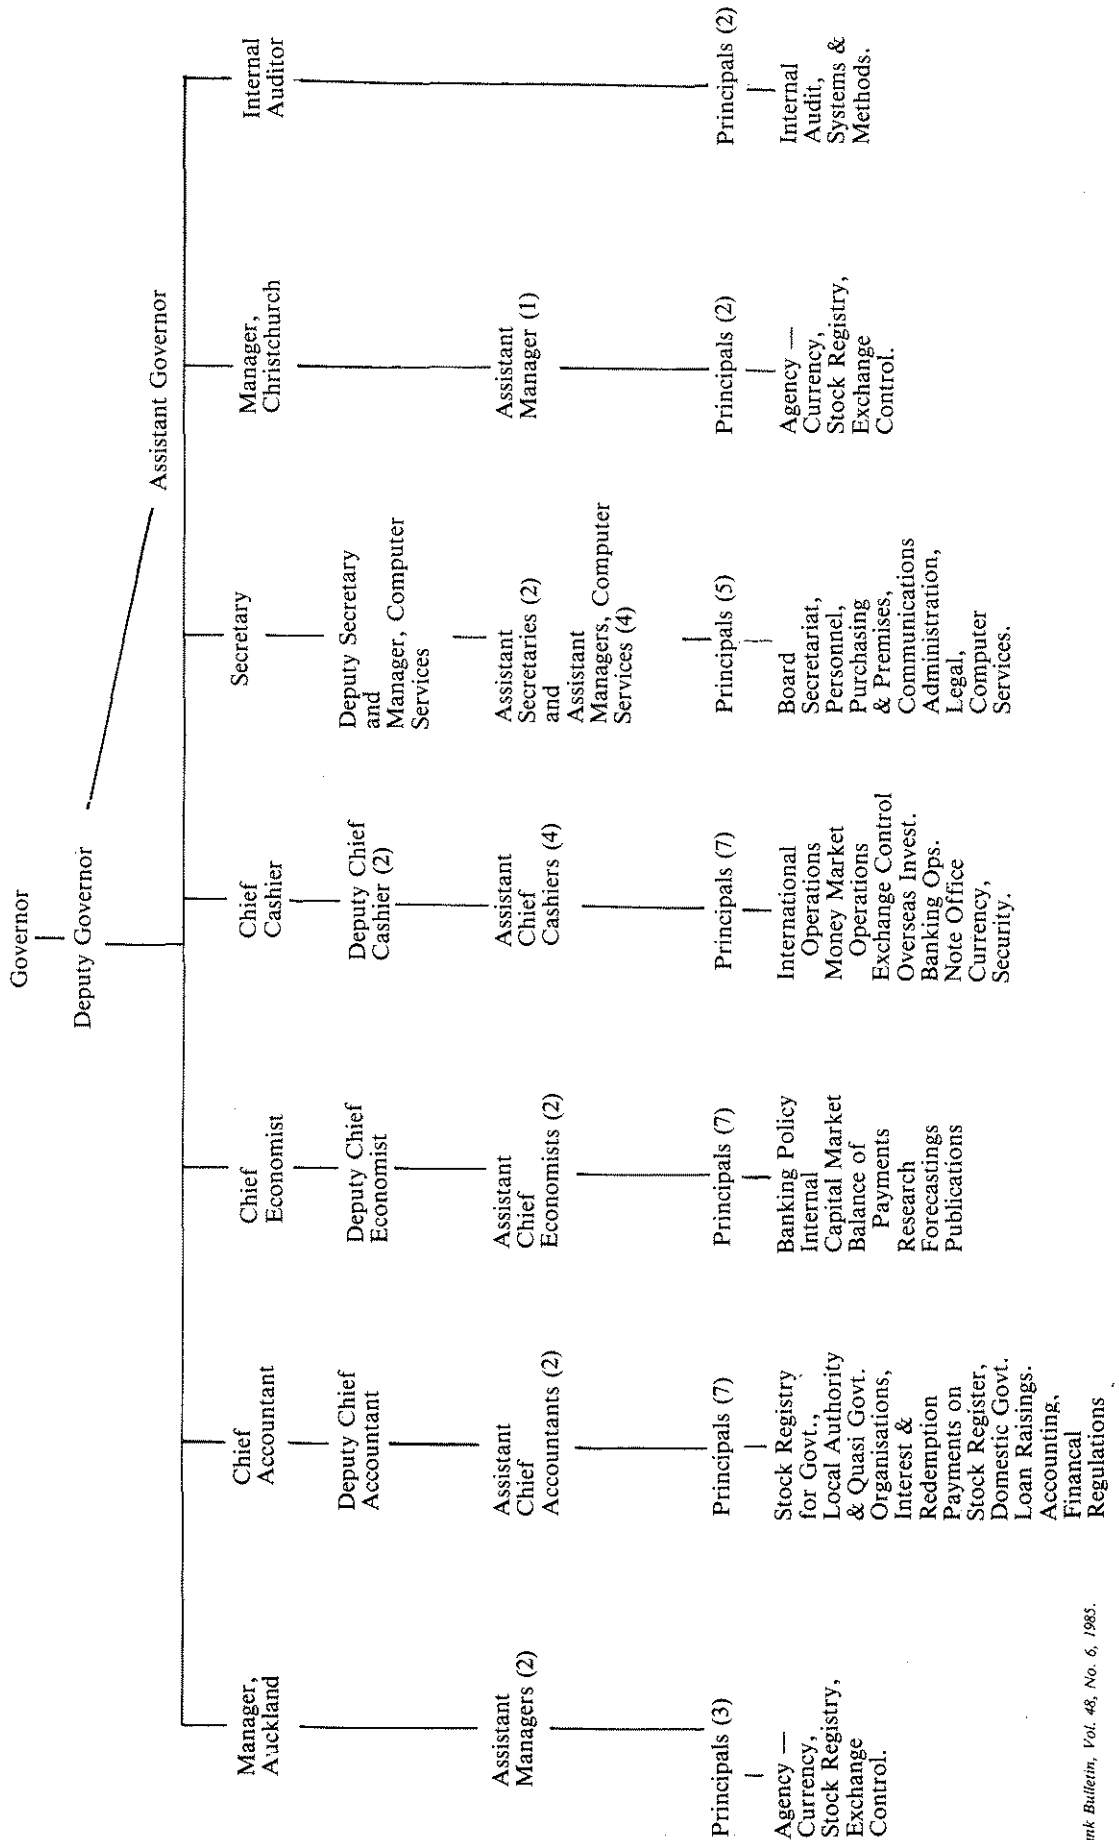 Governor
Deputy Governor
Assistant Governor
Manager,
Auckland
Assistant
Managers (2)
Principals (3)
Agency —
Currency,
Stock Registry,
Exchange
Control.
Chief
Accountant
Deputy Chief
Accountant
Assistant
Chief
Accountants (2)
Principals (7)
Stock Registry
for Govt.,
Local Authority
& Quasi Govt.
Organisations,
Interest &
Redemption
Payments on
Stock Register,
Domestic Govt.
Loan Raisings.
Accounting,
Financal
Regulations
Chief
Economist
Deputy Chief
Economist
Assistant
Chief
Economists (2)
Principals (7)
Banking Policy
Internal
Capital Market
Balance of
Payments
Research
Forecastings
Publications
Chief
Cashier
Deputy Chief
Cashier (2)
Assistant
Chief
Cashiers (4)
Principals (7)
International
Operations
Money Market
Operations
Exchange Control
Overseas Invest.
Banking Ops.
Note Office
Currency,
Security.
Secretary
Deputy Secretary
and
Manager, Computer
Services
Assistant
Secretaries (2)
and
Assistant
Managers, Computer
Services (4)
Principals (5)
Board
Secretariat,
Personnel,
Purchasing
& Premises,
Communications
Administration,
Legal,
Computer
Services.
Manager,
Christchurch
Assistant
Manager (1)
Principals (2)
Agency —
Currency,
Stock Registry,
Exchange
Control.
Internal
Auditor
Principals (2)
Internal
Audit,
Systems &
Methods.
Bulletin, Vol. 48, No. 6, 1985.